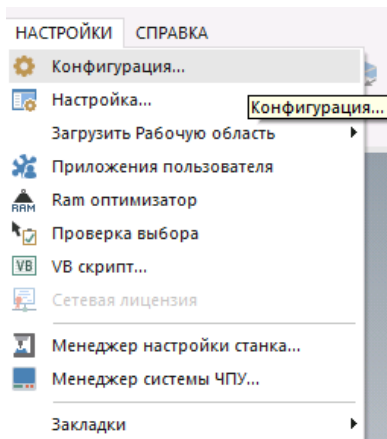 НАСТРОЙКИ СПРАВКА
Конфигурация...
Настройка...
Конфигурация...
Загрузить Рабочую область
Приложения пользователя
RAM Ram оптимизатор
Проверка выбора
VB VB скрипт...
Сетевая лицензия
Менеджер настройки станка...
Менеджер системы ЧПУ...
Закладки